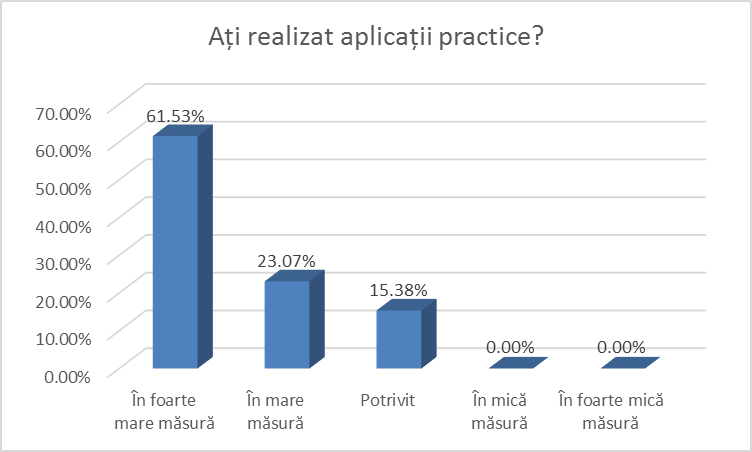 Ați realizat aplicații practice?
70.00%
60.00%
50.00%
40.00%
30.00%
20.00%
10.00%
0.00%
61.53%
23.07%
15.38%
0.00%
0.00%
În foarte
mare măsură
În mare
măsură
Potrivit
În mică
măsură
În foarte mică
măsură